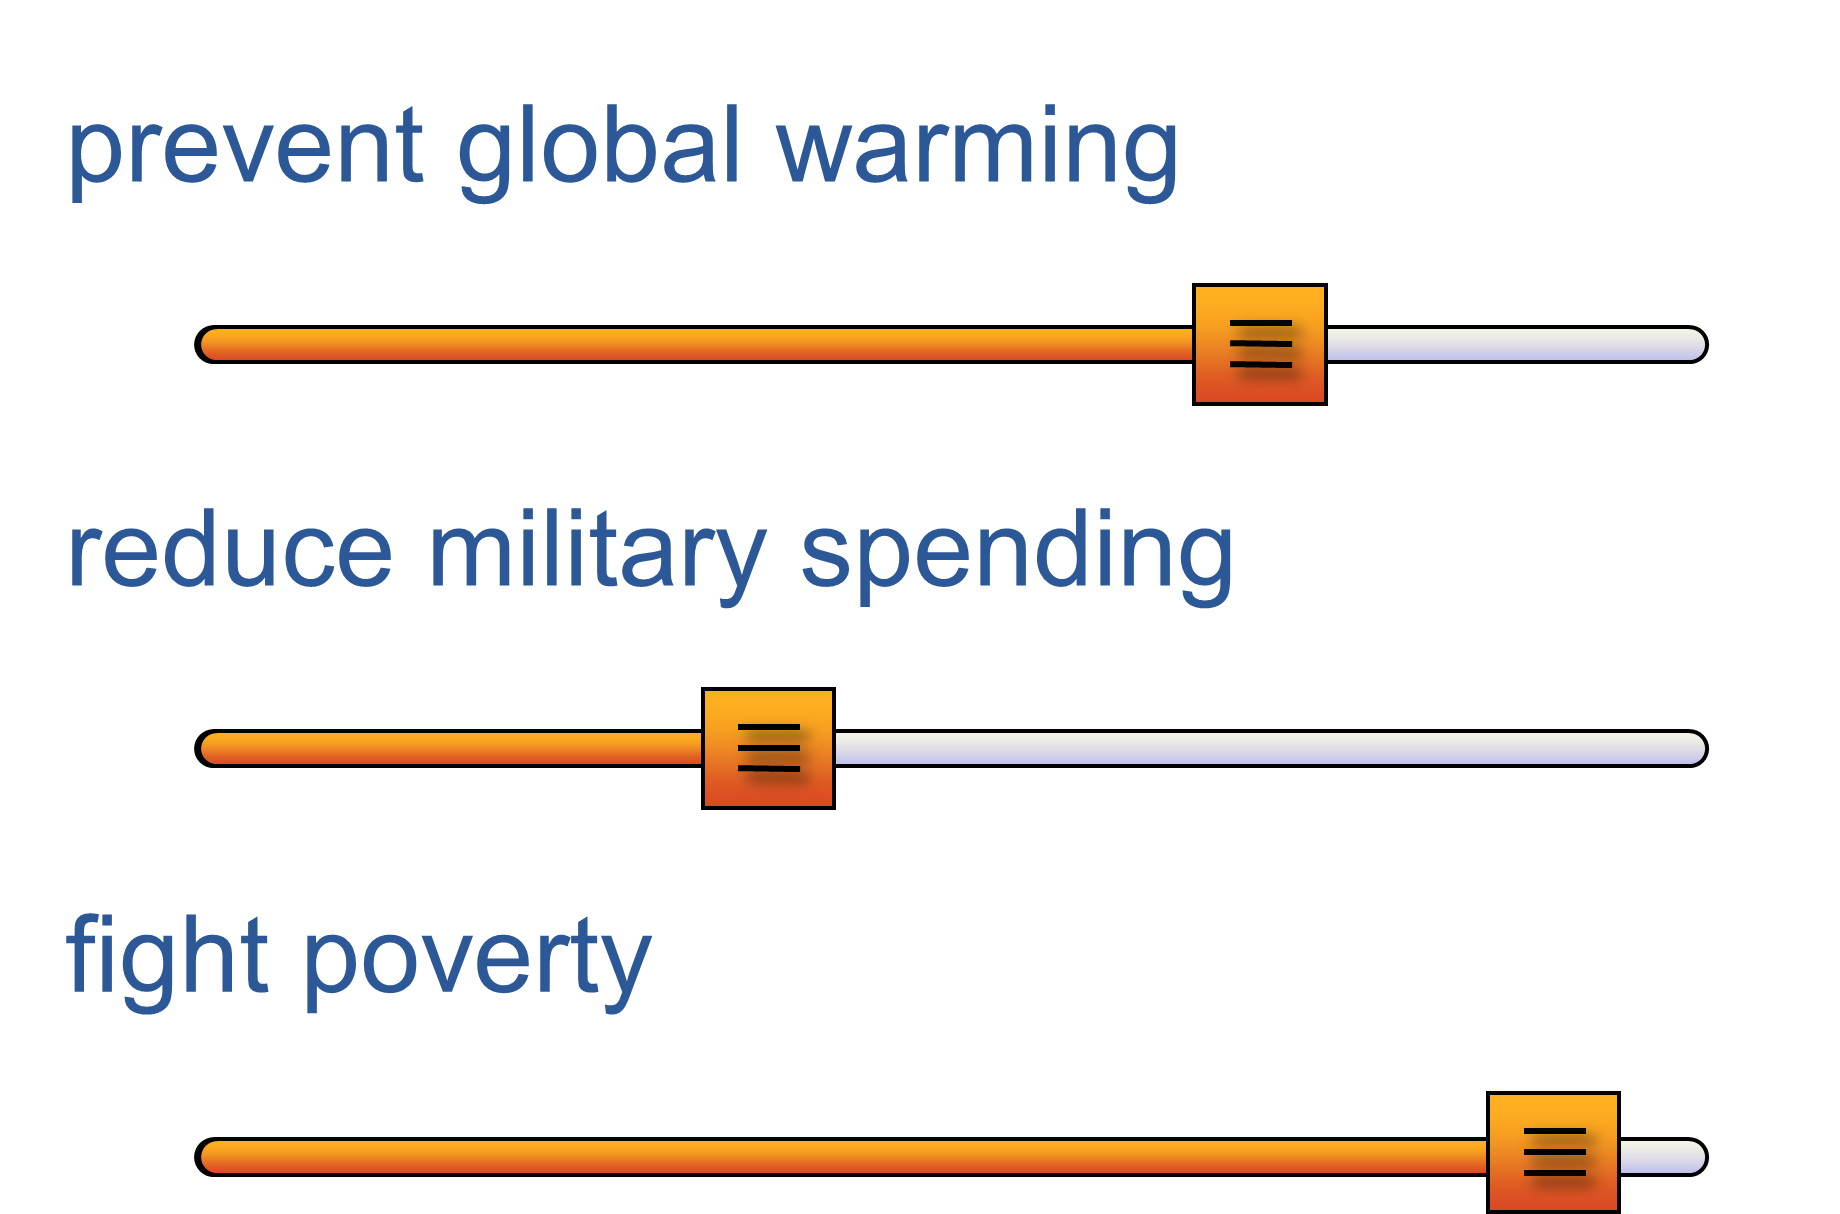 prevent global warming
reduce military spending
fight poverty